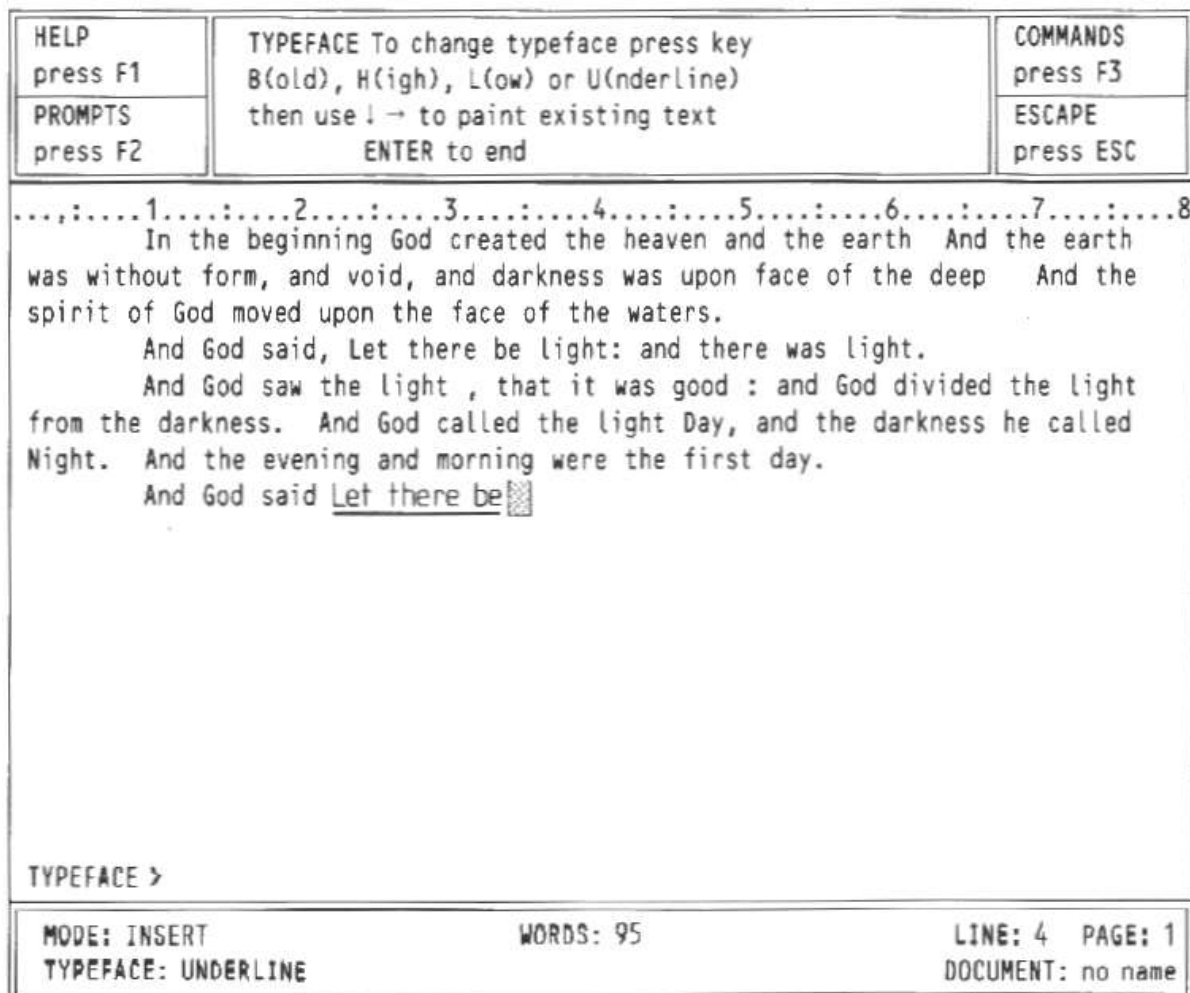 HELP
press F1
PROMPTS
press F2
TYPEFACE To change typeface press key
B(old), H(igh), L(ow) or U(nderline)
then use ↓ → to paint existing text
ENTER to end
COMMANDS
press F3
ESCAPE
press ESC
...,:....1....:....2....:....3....:....4....:....5....:....6....:....7....:....8
In the beginning God created the heaven and the earth  And the earth
was without form, and void, and darkness was upon face of the deep   And the
spirit of God moved upon the face of the waters.
And God said, Let there be light: and there was light.
And God saw the light , that it was good : and God divided the light
from the darkness.  And God called the light Day, and the darkness he called
Night.  And the evening and morning were the first day.
And God said Let there be
TYPEFACE >
MODE: INSERT WORDS: 95 LINE: 4 PAGE: 1
TYPEFACE: UNDERLINE DOCUMENT: no name